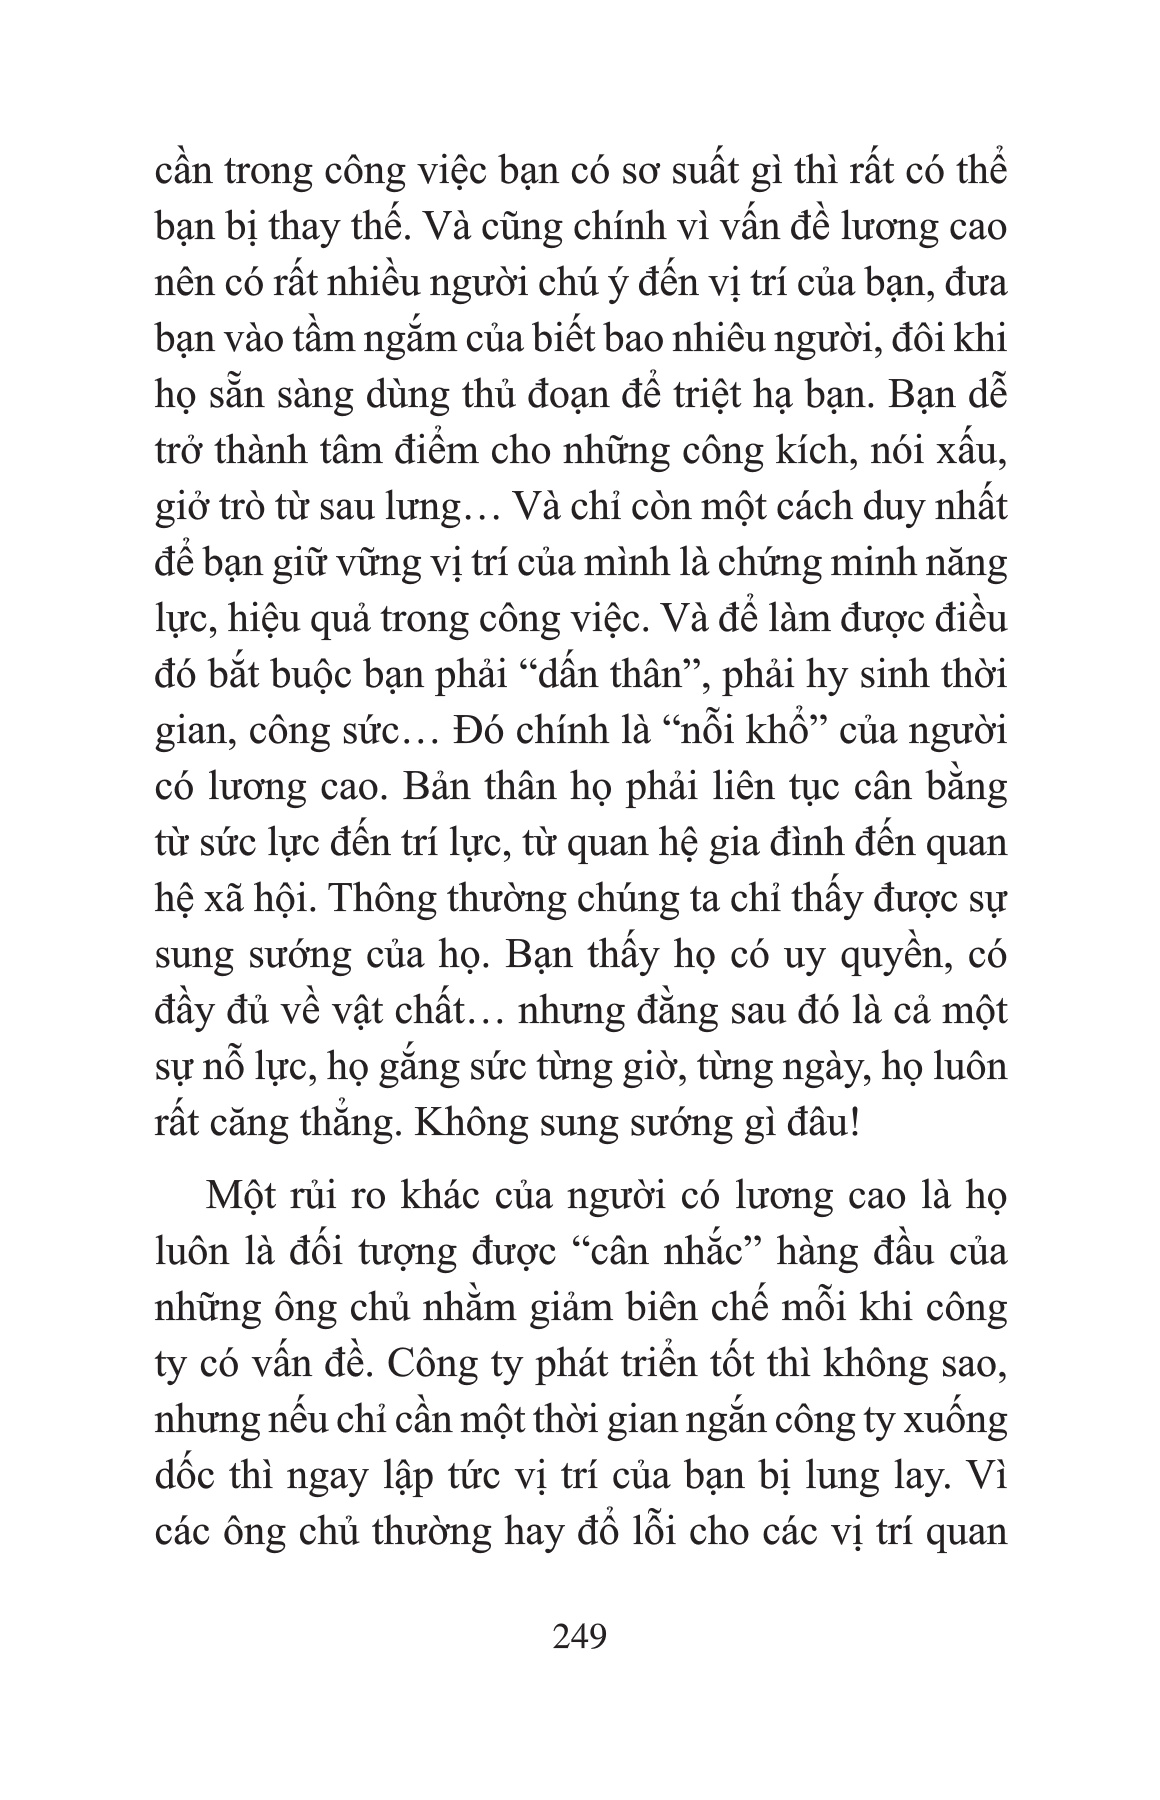 cần trong công việc bạn có sơ suất gì thì rất có thể
bạn bị thay thế. Và cũng chính vì vấn đề lương cao
nên có rất nhiều người chú ý đến vị trí của bạn, đưa
bạn vào tầm ngắm của biết bao nhiêu người, đôi khi
họ sẵn sàng dùng thủ đoạn để triệt hạ bạn. Bạn dễ
trở thành tâm điểm cho những công kích, nói xấu,
giở trò từ sau lưng… Và chỉ còn một cách duy nhất
để bạn giữ vững vị trí của mình là chứng minh năng
lực, hiệu quả trong công việc. Và để làm được điều
đó bắt buộc bạn phải “dấn thân”, phải hy sinh thời
gian, công sức… Đó chính là “nỗi khổ” của người
có lương cao. Bản thân họ phải liên tục cân bằng
từ sức lực đến trí lực, từ quan hệ gia đình đến quan
hệ xã hội. Thông thường chúng ta chỉ thấy được sự
sung sướng của họ. Bạn thấy họ có uy quyền, có
đầy đủ về vật chất… nhưng đằng sau đó là cả một
sự nỗ lực, họ gắng sức từng giờ, từng ngày, họ luôn
rất căng thẳng. Không sung sướng gì đâu!
Một rủi ro khác của người có lương cao là họ
luôn là đối tượng được “cân nhắc” hàng đầu của
những ông chủ nhằm giảm biên chế mỗi khi công
ty có vấn đề. Công ty phát triển tốt thì không sao,
nhưng nếu chỉ cần một thời gian ngắn công ty xuống
dốc thì ngay lập tức vị trí của bạn bị lung lay. Vì
các ông chủ thường hay đổ lỗi cho các vị trí quan
249